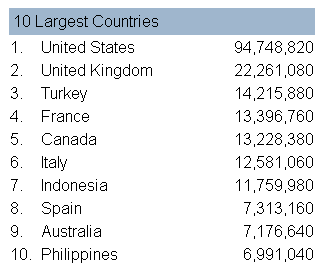 10 Largest Countries
1. United States 94,748,820
2. United Kingdom 22,261,080
3. Turkey 14,215,880
4. France 13,396,760
5. Canada 13,228,380
6. Italy 12,581,060
7. Indonesia 11,759,980
8. Spain 7,313,160
9. Australia 7,176,640
10. Philippines 6,991,040